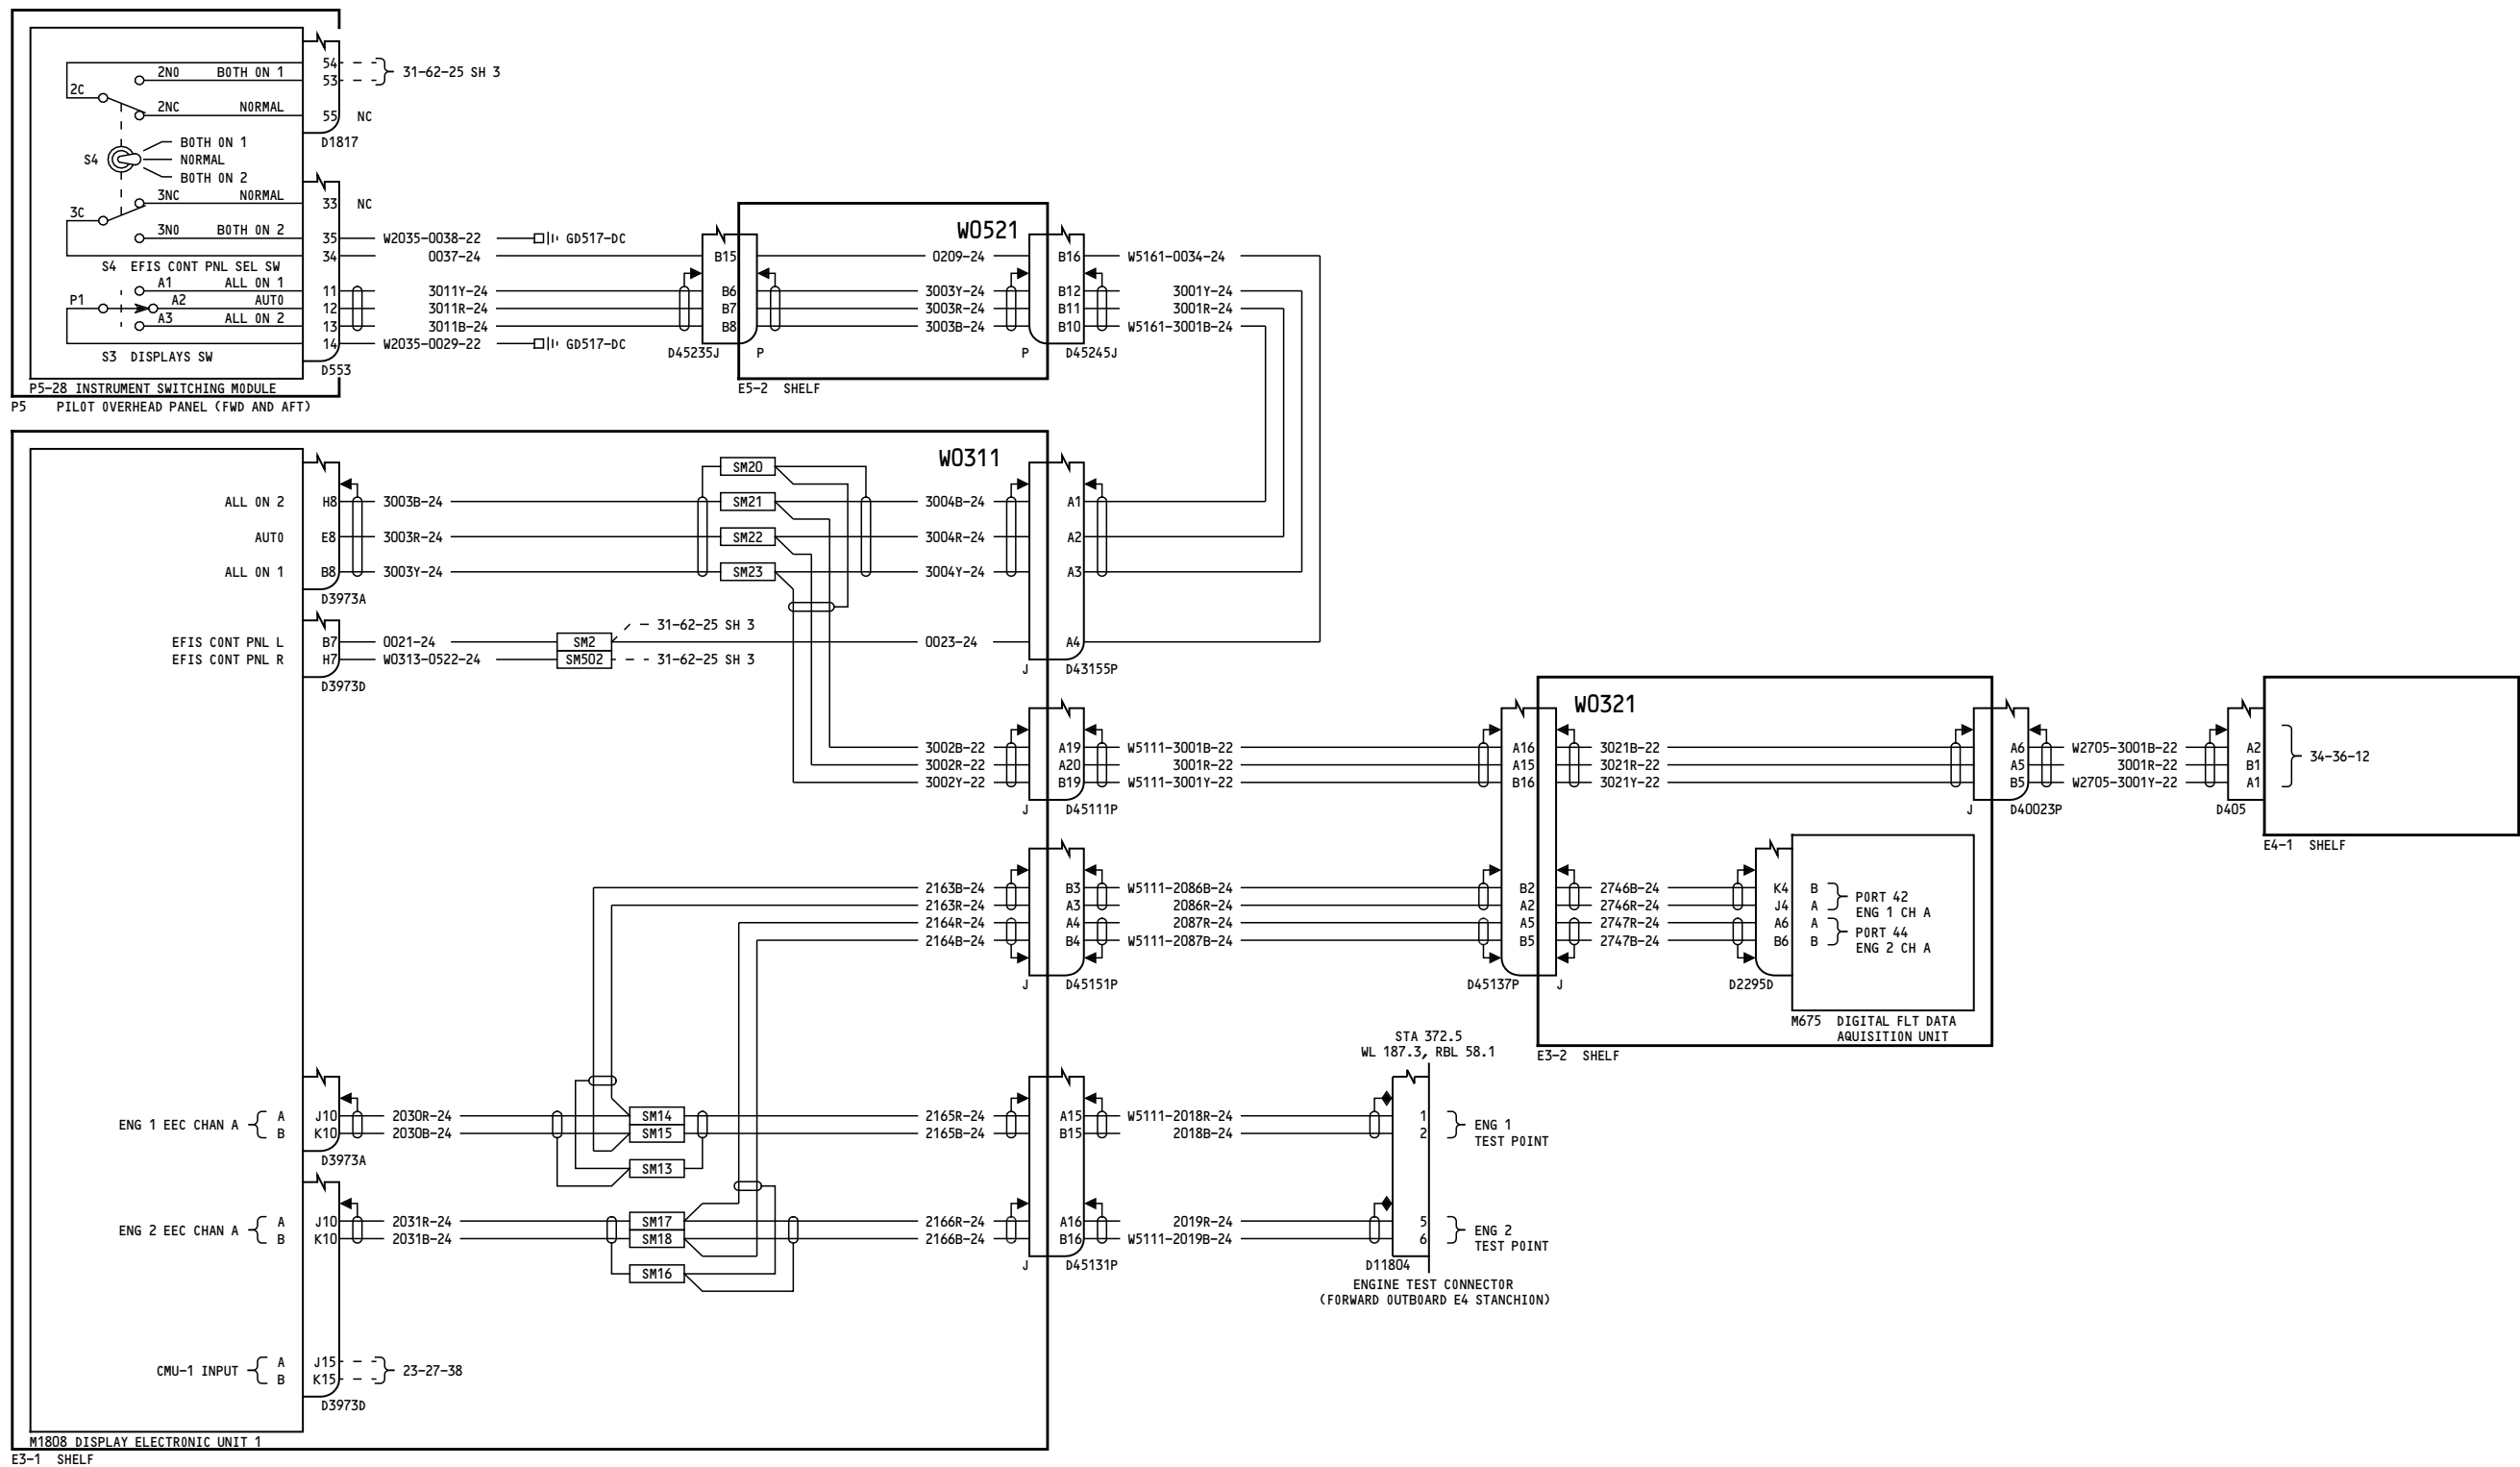 54
2NO BOTH ON 1 53 31-62-25 SH 3
2C
2NC NORMAL 55 NC
D1817
S4 BOTH ON 1
NORMAL
BOTH ON 2
3NC NORMAL 33 NC
3C
3NO BOTH ON 2 35 W2035-0038-22 GD517-DC
34 0037-24
S4 EFIS CONT PNL SEL SW
A1 ALL ON 1 11 3011Y-24
P1 A2 AUTO 12 3011R-24
A3 ALL ON 2 13 3011B-24
14 W2035-0029-22 GD517-DC
S3 DISPLAYS SW
D553
P5-28 INSTRUMENT SWITCHING MODULE
P5 PILOT OVERHEAD PANEL (FWD AND AFT)
W0521
B15 0209-24 B16 W5161-0034-24
B6 3003Y-24 B12 3001Y-24
B7 3003R-24 B11 3001R-24
B8 3003B-24 B10 W5161-3001B-24
D45235J P P D45245J
E5-2 SHELF
W0311
SM20
ALL ON 2 H8 3003B-24 SM21 3004B-24 A1
AUTO E8 3003R-24 SM22 3004R-24 A2
ALL ON 1 B8 3003Y-24 SM23 3004Y-24 A3
D3973A
31-62-25 SH 3
EFIS CONT PNL L B7 0021-24 SM2 0023-24 A4
EFIS CONT PNL R H7 W0313-0522-24 SM502 31-62-25 SH 3
D3973D
J D43155P
W0321
3002B-22 A19 W5111-3001B-22 A16 3021B-22 A6 W2705-3001B-22 A2
3002R-22 A20 3001R-22 A15 3021R-22 A5 3001R-22 B1 34-36-12
3002Y-22 B19 W5111-3001Y-22 B16 3021Y-22 B5 W2705-3001Y-22 A1
J D45111P J D40023P D405
E4-1 SHELF
2163B-24 B3 W5111-2086B-24 B2 2746B-24 K4 B PORT 42
2163R-24 A3 2086R-24 A2 2746R-24 J4 A ENG 1 CH A
2164R-24 A4 2087R-24 A5 2747R-24 A6 A PORT 44
2164B-24 B4 W5111-2087B-24 B5 2747B-24 B6 B ENG 2 CH A
J D45151P D45137P J D2295D
M675 DIGITAL FLT DATA
AQUISITION UNIT
E3-2 SHELF
STA 372.5
WL 187.3, RBL 58.1
ENG 1 EEC CHAN A A J10 2030R-24 SM14 2165R-24 A15 W5111-2018R-24 1 ENG 1
B K10 2030B-24 SM15 2165B-24 B15 2018B-24 2 TEST POINT
D3973A
SM13
ENG 2 EEC CHAN A A J10 2031R-24 SM17 2166R-24 A16 2019R-24 5 ENG 2
B K10 2031B-24 SM18 2166B-24 B16 W5111-2019B-24 6 TEST POINT
SM16
J D45131P D11804
ENGINE TEST CONNECTOR
(FORWARD OUTBOARD E4 STANCHION)
CMU-1 INPUT A J15 23-27-38
B K15
D3973D
M1808 DISPLAY ELECTRONIC UNIT 1
E3-1 SHELF